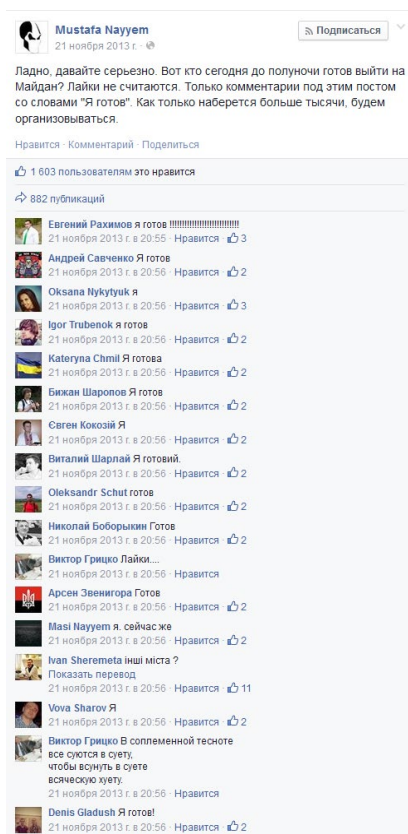 Mustafa Nayyem
Подписаться
21 ноября 2013 г. ·
Ладно, давайте серьезно. Вот кто сегодня до полуночи готов выйти на
Майдан? Лайки не считаются. Только комментарии под этим постом
со словами "Я готов". Как только наберется больше тысячи, будем
организовываться.
Нравится · Комментарий · Поделиться
1 603 пользователям это нравится
882 публикаций
Евгений Рахимов я готов !!!!!!!!!!!!!!!!!!!!!!!!!!!!
21 ноября 2013 г. в 20:55 · Нравится · 3
Андрей Савченко Я готов
21 ноября 2013 г. в 20:56 · Нравится · 2
Oksana Nykytyuk я
21 ноября 2013 г. в 20:56 · Нравится · 3
Igor Trubenok я готов
21 ноября 2013 г. в 20:56 · Нравится · 2
Kateryna Chmil Я готова
21 ноября 2013 г. в 20:56 · Нравится · 2
Бижан Шаропов Я готов
21 ноября 2013 г. в 20:56 · Нравится · 2
Євген Кокозій Я
21 ноября 2013 г. в 20:56 · Нравится · 2
Виталий Шарлай Я готовий.
21 ноября 2013 г. в 20:56 · Нравится · 2
Oleksandr Schut готов
21 ноября 2013 г. в 20:56 · Нравится · 2
Николай Боборыкин Готов
21 ноября 2013 г. в 20:56 · Нравится · 2
Виктор Грицко Лайки....
21 ноября 2013 г. в 20:56 · Нравится
Арсен Звенигора Готов
21 ноября 2013 г. в 20:56 · Нравится · 2
Masi Nayyem я. сейчас же
21 ноября 2013 г. в 20:56 · Нравится · 2
Ivan Sheremeta інші міста ?
Показать перевод
21 ноября 2013 г. в 20:56 · Нравится · 11
Vova Sharov Я
21 ноября 2013 г. в 20:56 · Нравится · 2
Виктор Грицко В соплеменной тесноте
все суются в суету,
чтобы всунуть в суете
всяческую хуету.
21 ноября 2013 г. в 20:56 · Нравится
Denis Gladush Я готов!
21 ноября 2013 г. в 20:56 · Нравится · 2